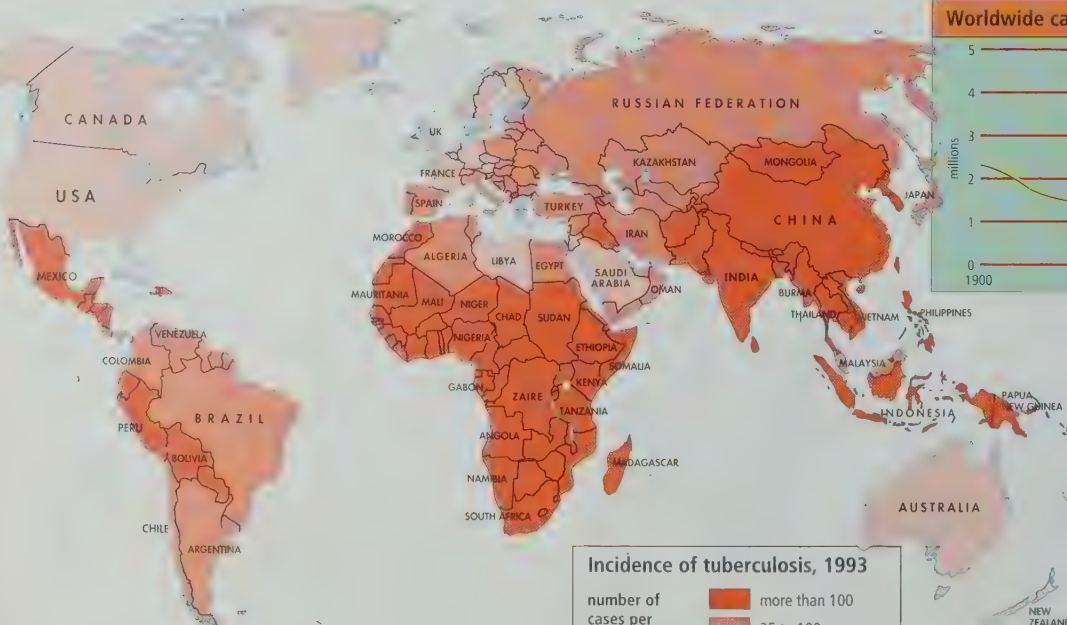 Worldwide ca
5
4
3
millions
2
1
0
1900
CANADA
USA
MEXICO
VENEZUELA
COLOMBIA
BRAZIL
PERU
BOLIVIA
CHILE
ARGENTINA
UK
FRANCE
SPAIN
MOROCCO
ALGERIA
LIBYA
EGYPT
MAURITANIA
MALI
NIGER
CHAD
SUDAN
NIGERIA
ETHIOPIA
SOMALIA
GABON
ZAIRE
KENYA
TANZANIA
ANGOLA
NAMIBIA
MADAGASCAR
SOUTH AFRICA
RUSSIAN FEDERATION
KAZAKHSTAN
MONGOLIA
TURKEY
IRAN
CHINA
JAPAN
SAUDI
ARABIA
OMAN
INDIA
BURMA
THAILAND
VIETNAM
PHILIPPINES
MALAYSIA
INDONESIA
PAPUA
NEW GUINEA
AUSTRALIA
NEW
ZEALAND
Incidence of tuberculosis, 1993
number of
cases per
more than 100